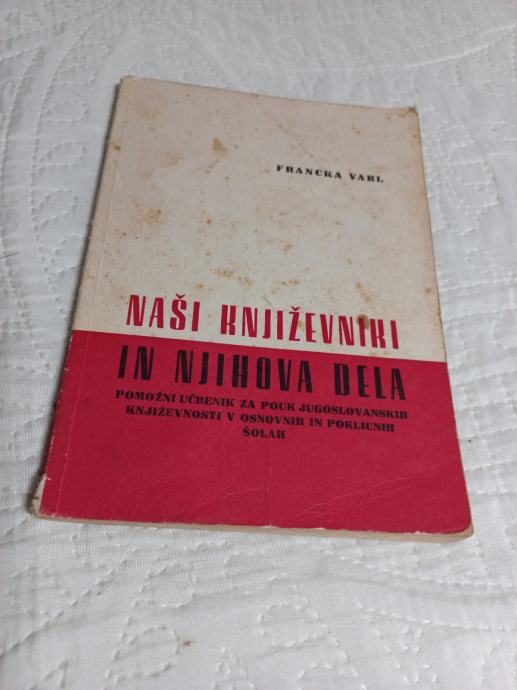 FRANCKA VARL
NAŠI KNJIŽEVNIKI
IN NJIHOVA DELA
POMOŽNI UČBENIK ZA POUK JUGOSLOVANSKIH
KNJIŽEVNOSTI V OSNOVNIH IN POKLICNIH
ŠOLAH